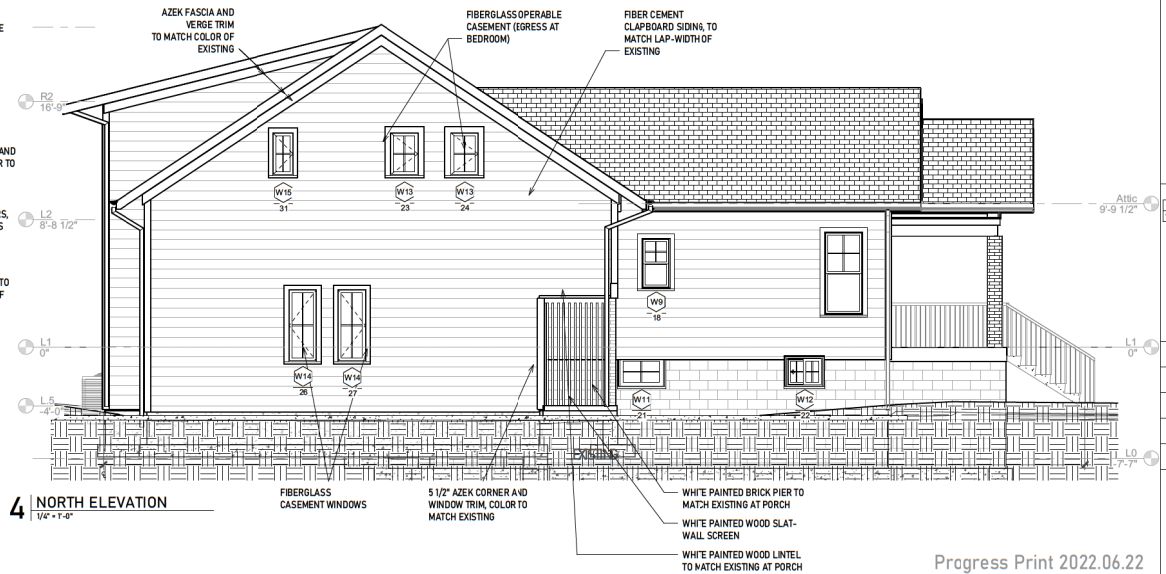 AZEK FASCIA AND
VERGE TRIM
TO MATCH COLOR OF
EXISTING
FIBERGLASS OPERABLE
CASEMENT (EGRESS AT
BEDROOM)
FIBER CEMENT
CLAPBOARD SIDING, TO
MATCH LAP-WIDTH OF
EXISTING
R2
16'-9"
AND
R TO
L2
8'-8 1/2"
RS,
S
TO
F
L1
0"
L.5
-4'-0"
Attic
9'-9 1/2"
L1
0"
L0
-7'-7"
W15
31
W13
23
W13
24
W9
18
W14
26
W14
27
W11
21
W12
22
EXISTING
FIBERGLASS
CASEMENT WINDOWS
5 1/2" AZEK CORNER AND
WINDOW TRIM, COLOR TO
MATCH EXISTING
WHITE PAINTED BRICK PIER TO
MATCH EXISTING AT PORCH
WHITE PAINTED WOOD SLAT-
WALL SCREEN
WHITE PAINTED WOOD LINTEL
TO MATCH EXISTING AT PORCH
4 NORTH ELEVATION
1/4" = 1'-0"
Progress Print 2022.06.22